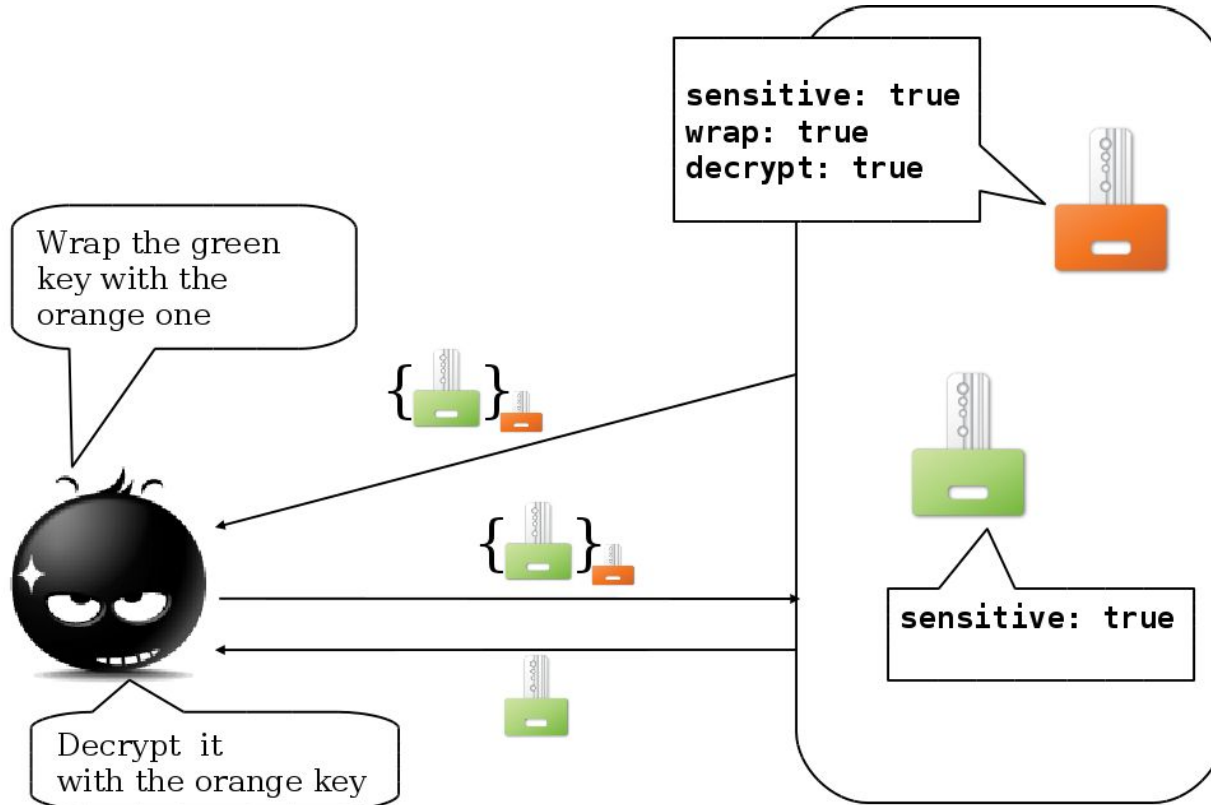 sensitive: true
wrap: true
decrypt: true
Wrap the green
key with the
orange one
{ }
{ }
sensitive: true
Decrypt it
with the orange key